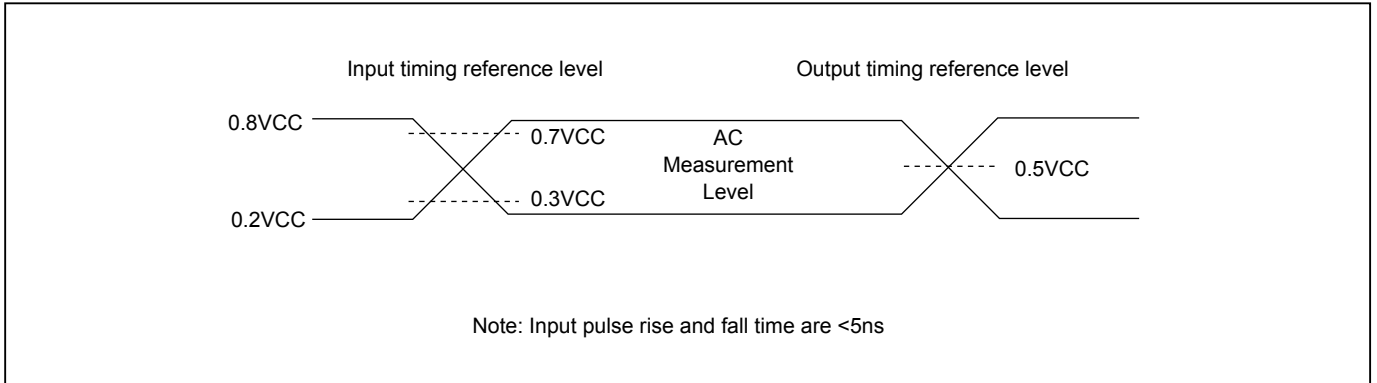 Input timing reference level
Output timing reference level
0.8VCC
0.7VCC
AC
Measurement
Level
0.5VCC
0.3VCC
0.2VCC
Note: Input pulse rise and fall time are <5ns